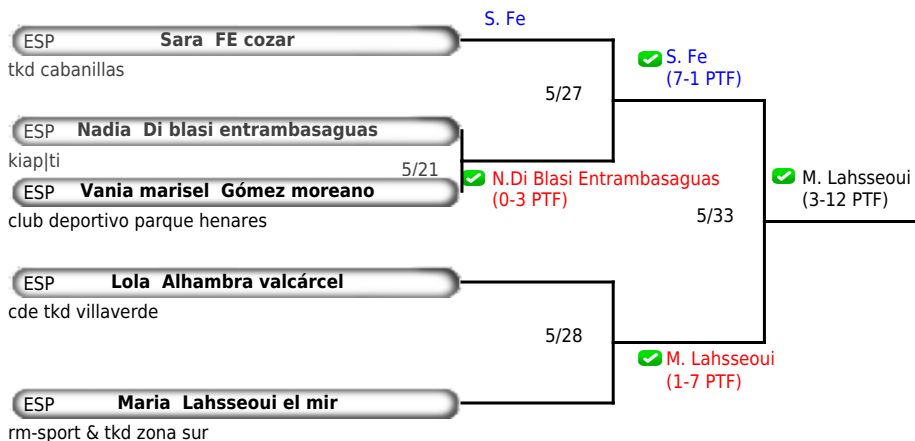 S. Fe
ESP Sara FE cozar
tkd cabanillas
S. Fe
(7-1 PTF)
5/27
ESP Nadia Di blasi entrambasaguas
kiap|ti
5/21
N.Di Blasi Entrambasaguas
(0-3 PTF)
ESP Vania marisel Gómez moreano
club deportivo parque henares
M. Lahsseoui
(3-12 PTF)
5/33
ESP Lola Alhambra valcárcel
cde tkd villaverde
5/28
M. Lahsseoui
(1-7 PTF)
ESP Maria Lahsseoui el mir
rm-sport & tkd zona sur